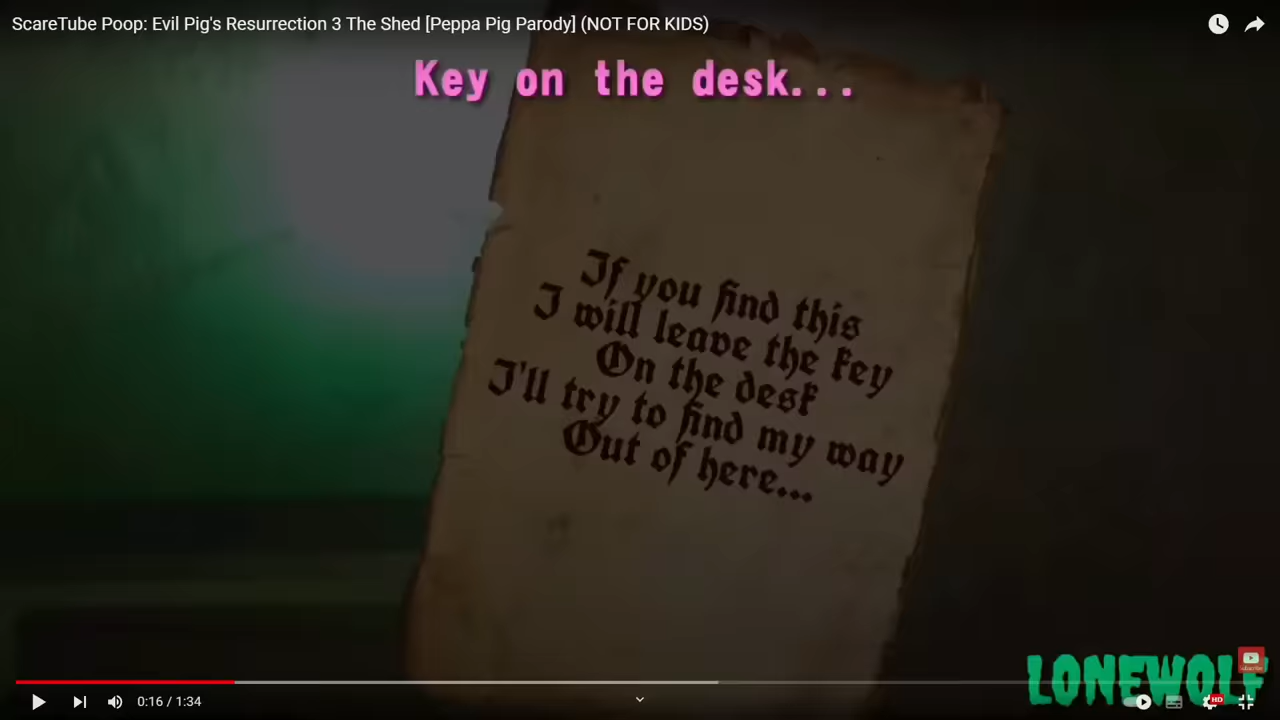 ScareTube Poop: Evil Pig's Resurrection 3 The Shed [Peppa Pig Parody] (NOT FOR KIDS)
Key on the desk...
If you find this
I will leave the key
On the desk
I'll try to find my way
Out of here...
LONEWOLF
Subscribe
0:16 / 1:34
HD